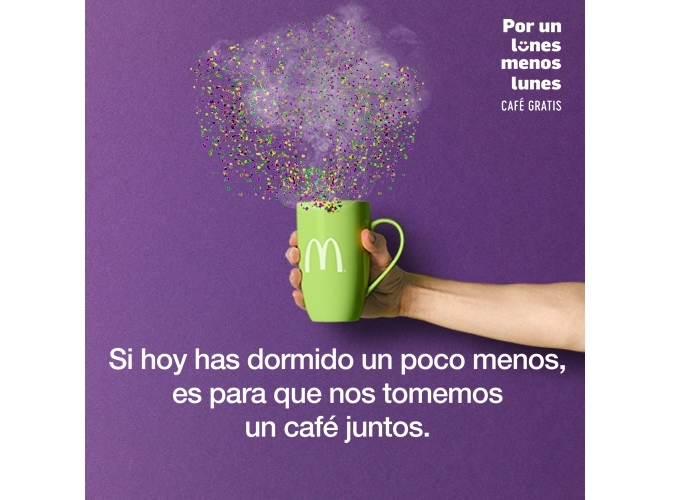 Por un
lunes
menos
lunes
CAFÉ GRATIS
M
Si hoy has dormido un poco menos,
es para que nos tomemos
un café juntos.